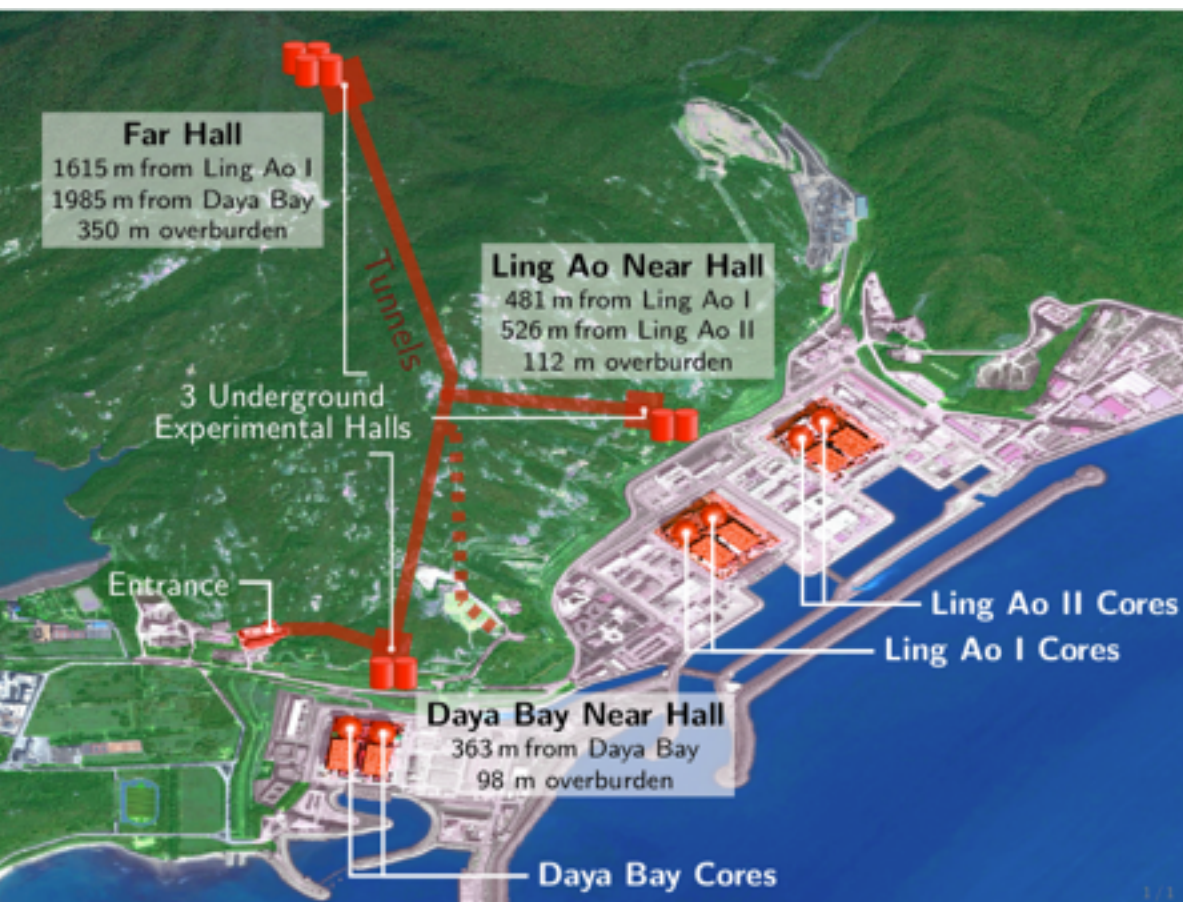 Far Hall
1615 m from Ling Ao I
1985 m from Daya Bay
350 m overburden
Tunnels
Ling Ao Near Hall
481 m from Ling Ao I
526 m from Ling Ao II
112 m overburden
3 Underground
Experimental Halls
Entrance
Ling Ao II Cores
Ling Ao I Cores
Daya Bay Near Hall
363 m from Daya Bay
98 m overburden
Daya Bay Cores
1 / 1